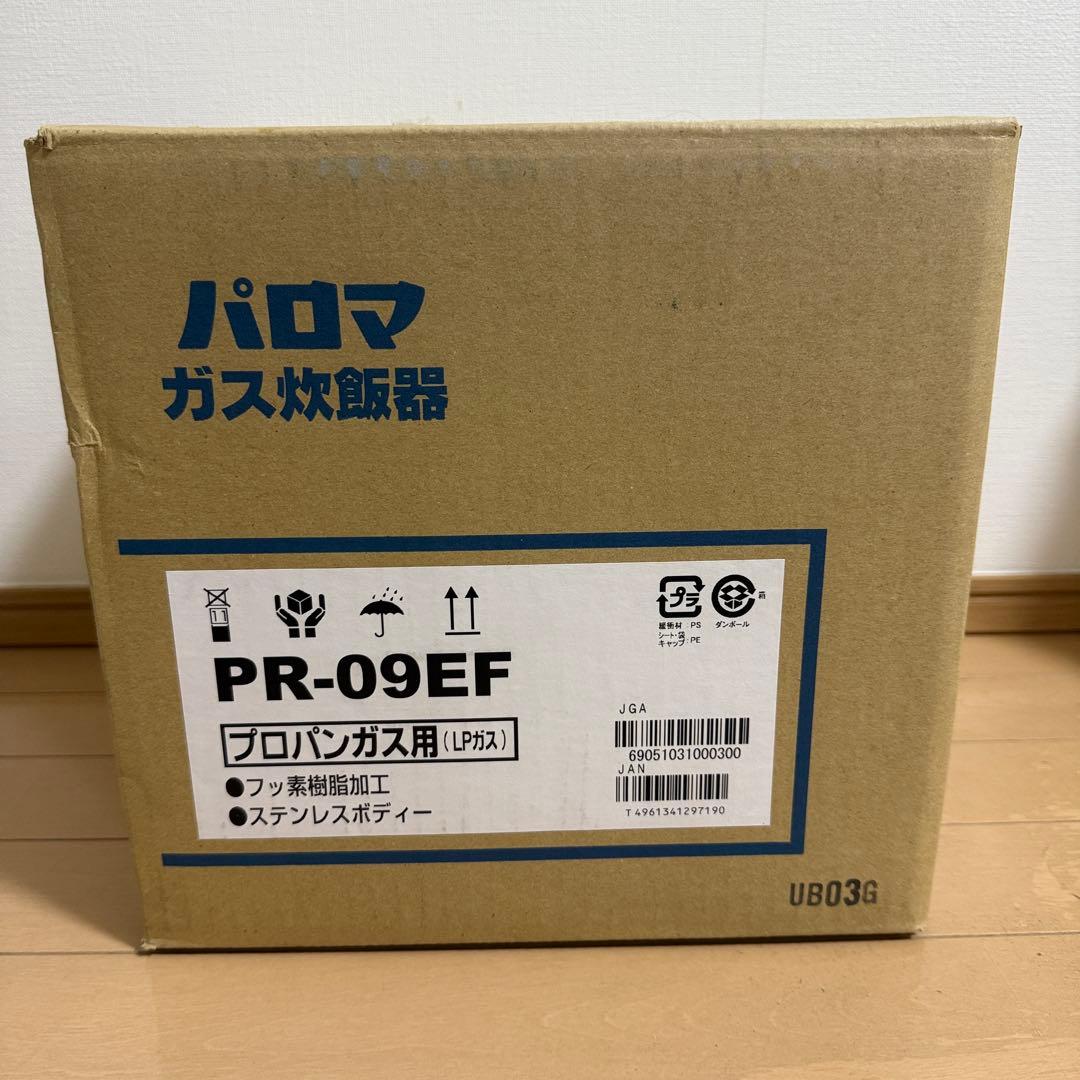 パロマ
ガス炊飯器
11
プラ
箱
緩衝材 : PS
シート・袋
キャップ : PE
ダンボール
PR-09EF
プロパンガス用(LPガス)
●フッ素樹脂加工
●ステンレスボディー
JGA
69051031000300
JAN
T4961341297190
UB03G